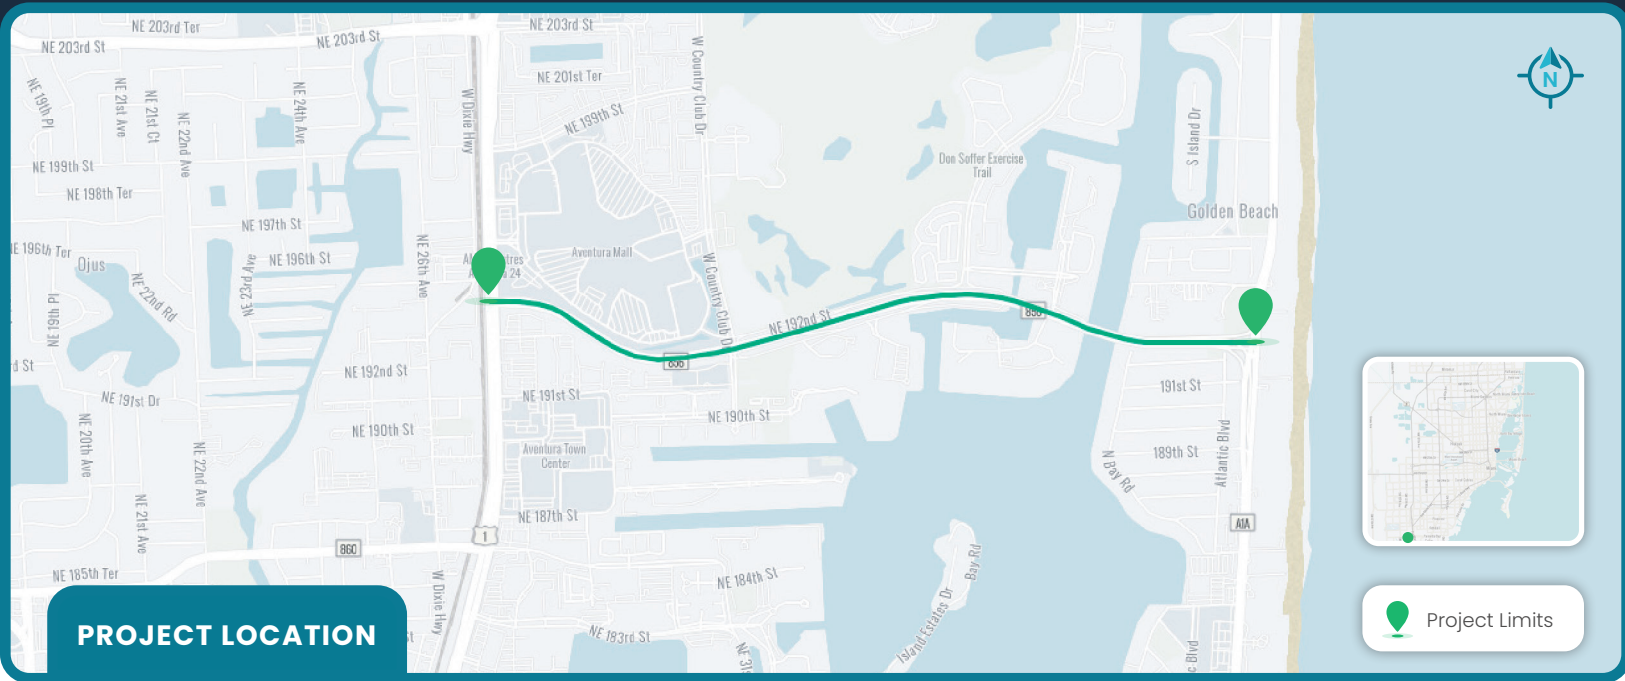 NE 203rd Ter
NE 203rd St
NE 203rd St
NE 203rd St
NE 201st Ter
NE 19th Pl
NE 21st Ave
NE 21st Ct
NE 22nd Ave
NE 24th Ave
W Dixie Hwy
W Country Club Dr
NE 199th St
N
S Island Dr
NE 199th St
NE 198th Ter
Don Soffer Exercise
Trail
Golden Beach
NE 197th St
NE 196th Ter
Ojus
NE 196th St
NE 23rd Ave
NE 22nd Rd
NE 26th Ave
Aventura Mall
24
W Country Club D
NE 19th Pl
NE 192nd St
856
rd St
NE 192nd St
191st St
NE 191st Dr
NE 191st St
NE 190th St
NE 190th St
NE 20th Ave
NE 22nd Ave
Aventura Town
Center
189th St
Atlantic Blvd
N Bay Rd
NE 21st Ave
NE 187th St
1
A1A
860
NE 185th Ter
W Dixie Hwy
NE 184th St
Bay Rd
Island Estates Dr
NE 183rd St
NE 31s
c Blvd
PROJECT LOCATION
Project Limits